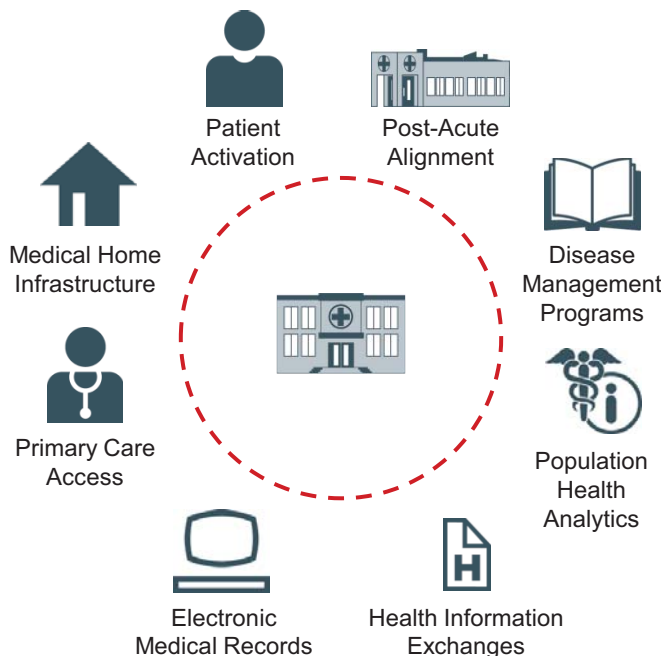 Patient
Activation
Post-Acute
Alignment
Medical Home
Infrastructure
Disease
Management
Programs
Primary Care
Access
Population
Health
Analytics
Electronic
Medical Records
H
Health Information
Exchanges